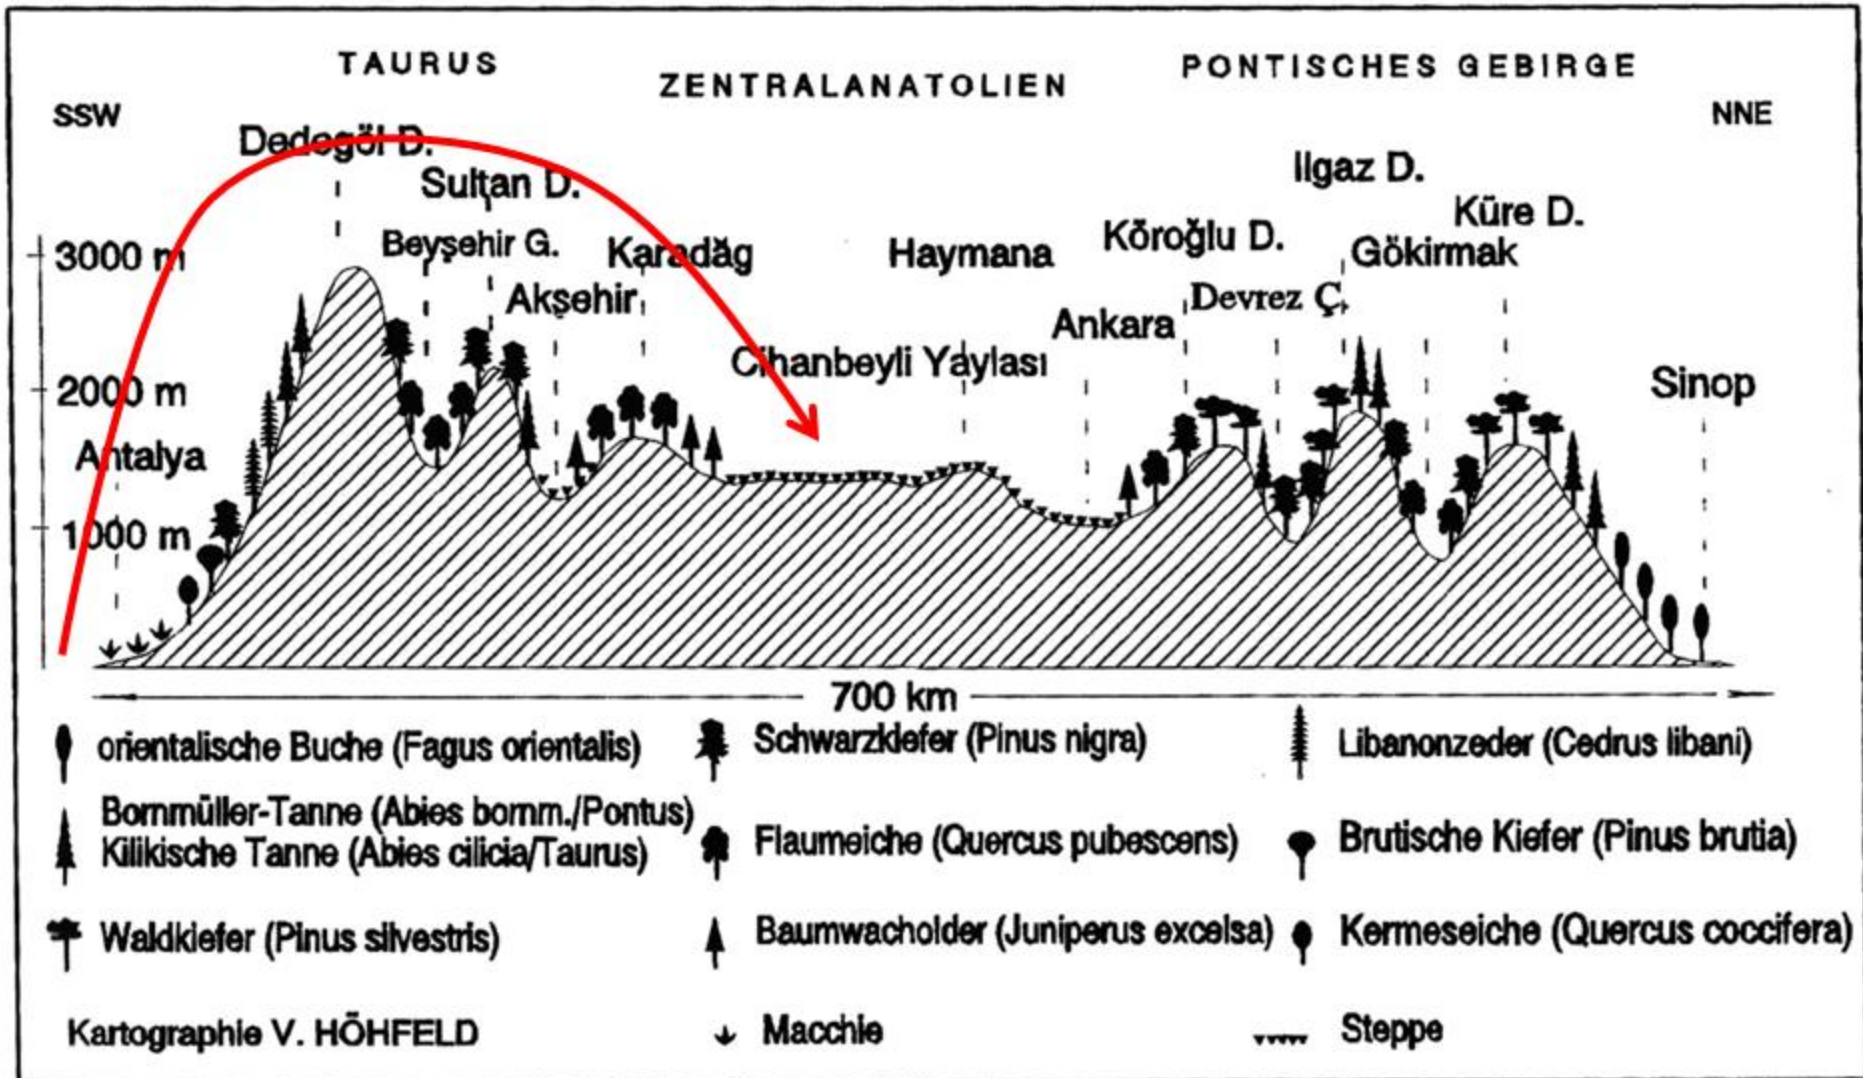 TAURUS
ZENTRALANATOLIEN
PONTISCHES GEBIRGE
SSW
NNE
Dedegöl D.
Sultan D.
Ilgaz D.
Küre D.
Beyşehir G.
Karadağ
Haymana
Köroğlu D.
Gökirmak
3000 m
Akşehir
Devrez Ç.
Ankara
Cihanbeyli Yaylası
2000 m
Sinop
Antalya
1000 m
700 km
orientalische Buche (Fagus orientalis)
Schwarzkiefer (Pinus nigra)
Libanonzeder (Cedrus libani)
Bornmüller-Tanne (Abies bornm./Pontus)
Kilikische Tanne (Abies cilicia/Taurus)
Flaumeiche (Quercus pubescens)
Brutische Kiefer (Pinus brutia)
Waldkiefer (Pinus silvestris)
Baumwacholder (Juniperus excelsa)
Kermeseiche (Quercus coccifera)
Kartographie V. HÖHFELD
Macchie
Steppe